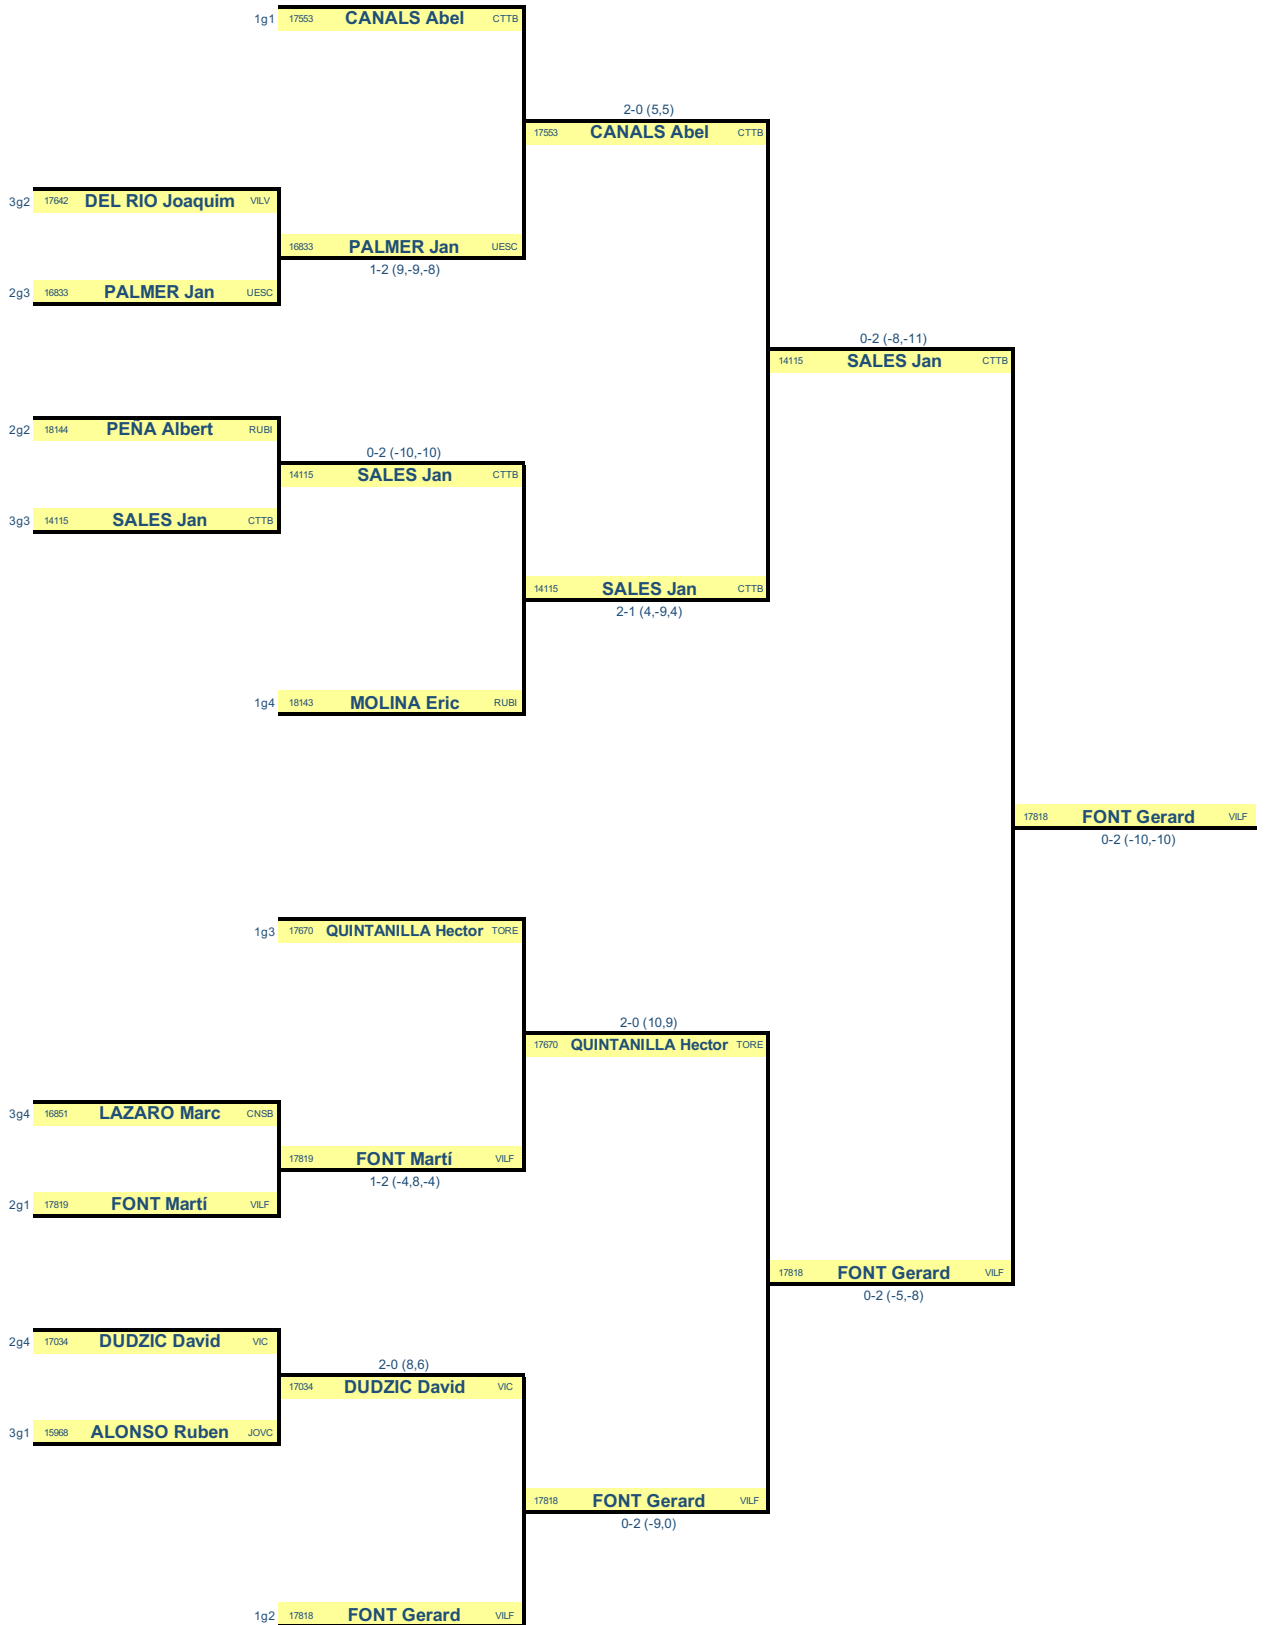 1g1 17553 CANALS Abel CTTB
2-0 (5,5)
17553 CANALS Abel CTTB
3g2 17642 DEL RIO Joaquim VILV
16833 PALMER Jan UESC
1-2 (9,-9,-8)
2g3 16833 PALMER Jan UESC
0-2 (-8,-11)
14115 SALES Jan CTTB
2g2 18144 PEÑA Albert RUBI
0-2 (-10,-10)
14115 SALES Jan CTTB
3g3 14115 SALES Jan CTTB
14115 SALES Jan CTTB
2-1 (4,-9,4)
1g4 18143 MOLINA Eric RUBI
17818 FONT Gerard VILF
0-2 (-10,-10)
1g3 17670 QUINTANILLA Hector TORE
2-0 (10,9)
17670 QUINTANILLA Hector TORE
3g4 16851 LAZARO Marc CNSB
17819 FONT Martí VILF
1-2 (-4,8,-4)
2g1 17819 FONT Martí VILF
17818 FONT Gerard VILF
0-2 (-5,-8)
2g4 17034 DUDZIC David VIC
2-0 (8,6)
17034 DUDZIC David VIC
3g1 15968 ALONSO Ruben JOVC
17818 FONT Gerard VILF
0-2 (-9,0)
1g2 17818 FONT Gerard VILF